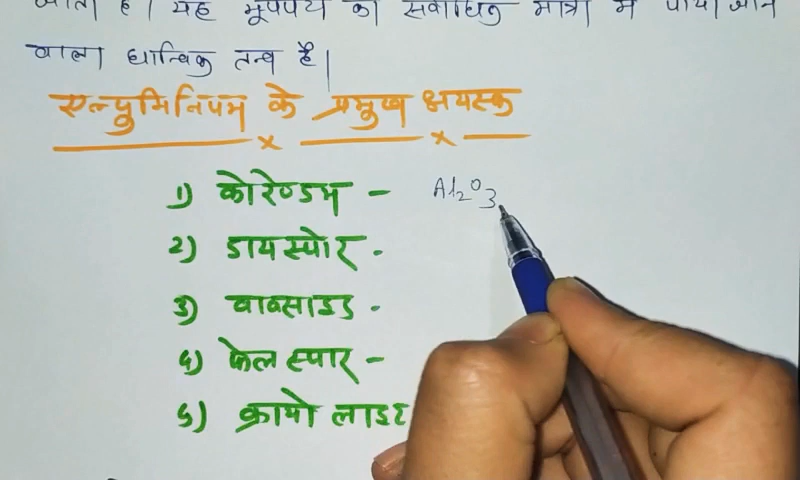 जाता है। यह भूपर्पटी का सर्वाधिक मात्रा में पाया जाने
वाला धात्विक तत्व है।
एल्युमिनियम के प्रमुख अयस्क
1) कोरेण्डम - Al2O3
2) डायस्पोर -
3) बाक्साइड -
4) फेल स्पार -
5) क्रायो लाइट